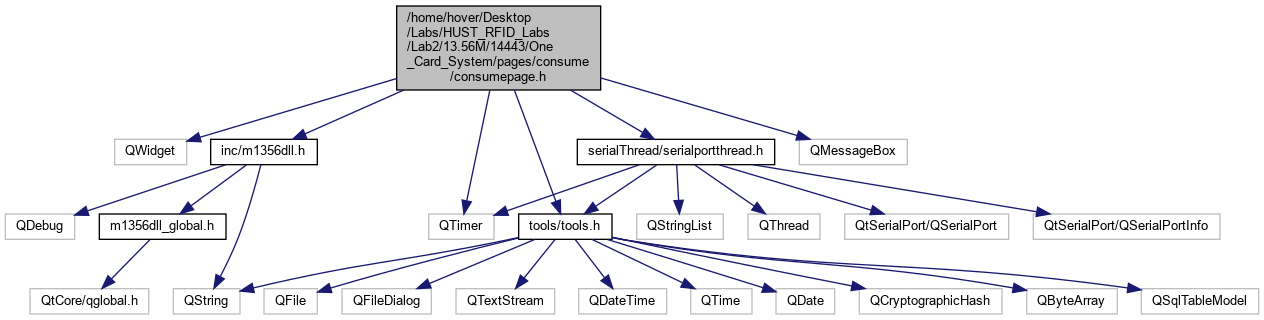 /home/hover/Desktop
/Labs/HUST_RFID_Labs
/Lab2/13.56M/14443/One
_Card_System/pages/consume
/consumepage.h
QWidget
inc/m1356dll.h
serialThread/serialportthread.h
QMessageBox
QDebug
m1356dll_global.h
QTimer
tools/tools.h
QStringList
QThread
QtSerialPort/QSerialPort
QtSerialPort/QSerialPortInfo
QtCore/qglobal.h
QString
QFile
QFileDialog
QTextStream
QDateTime
QTime
QDate
QCryptographicHash
QByteArray
QSqlTableModel